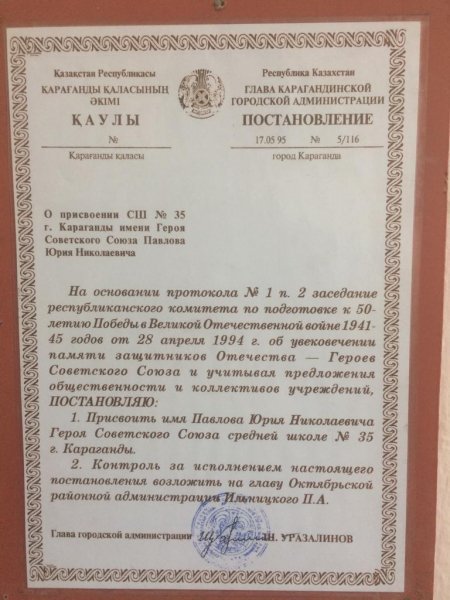 Қазақстан Республикасы
ҚАРАҒАНДЫ ҚАЛАСЫНЫҢ
ӘКІМІ
ҚАУЛЫ
№
Қарағанды қаласы
Республика Казахстан
ГЛАВА КАРАГАНДИНСКОЙ
ГОРОДСКОЙ АДМИНИСТРАЦИИ
ПОСТАНОВЛЕНИЕ
17.05 95 № 5/116
город Караганда
О присвоении СШ № 35
г. Караганды имени Героя
Советского Союза Павлова
Юрия Николаевича
На основании протокола № 1 п. 2 заседание
республиканского комитета по подготовке к 50-
летию Победы в Великой Отечественной войне 1941-
45 годов от 28 апреля 1994 г. об увековечении
памяти защитников Отечества — Героев
Советского Союза и учитывая предложения
общественности и коллективов учреждений,
ПОСТАНОВЛЯЮ:
1. Присвоить имя Павлова Юрия Николаевича
Героя Советского Союза средней школе № 35
г. Караганды.
2. Контроль за исполнением настоящего
постановления возложить на главу Октябрьской
районной администрации Ильницкого П.А.
Глава городской администрации Н. УРАЗАЛИНОВ